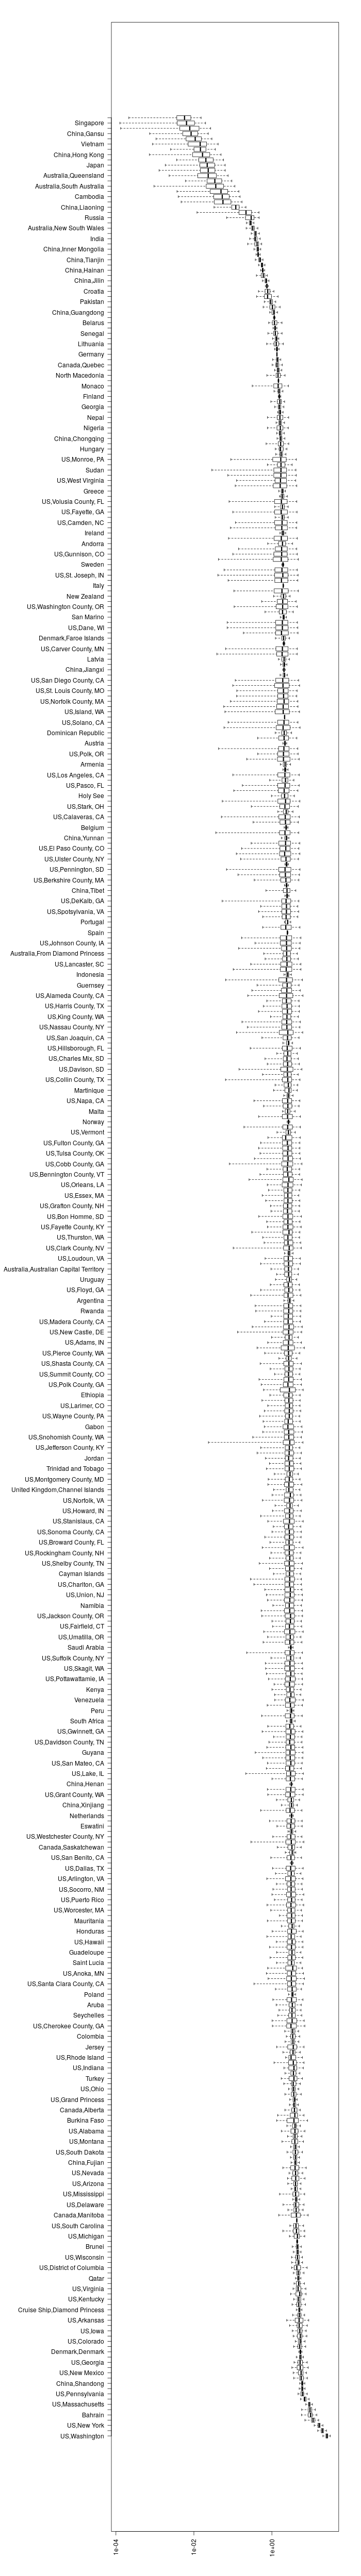 Singapore
China,Gansu
Vietnam
China,Hong Kong
Japan
Australia,Queensland
Australia,South Australia
Cambodia
China,Liaoning
Russia
Australia,New South Wales
India
China,Inner Mongolia
China,Tianjin
China,Hainan
China,Jilin
Croatia
Pakistan
China,Guangdong
Belarus
Senegal
Lithuania
Germany
Canada,Quebec
North Macedonia
Monaco
Finland
Georgia
Nepal
Nigeria
China,Chongqing
Hungary
US,Monroe, PA
Sudan
US,West Virginia
Greece
US,Volusia County, FL
US,Fayette, GA
US,Camden, NC
Ireland
Andorra
US,Gunnison, CO
Sweden
US,St. Joseph, IN
Italy
New Zealand
US,Washington County, OR
San Marino
US,Dane, WI
Denmark,Faroe Islands
US,Carver County, MN
Latvia
China,Jiangxi
US,San Diego County, CA
US,St. Louis County, MO
US,Norfolk County, MA
US,Island, WA
US,Solano, CA
Dominican Republic
Austria
US,Polk, OR
Armenia
US,Los Angeles, CA
US,Pasco, FL
Holy See
US,Stark, OH
US,Calaveras, CA
Belgium
China,Yunnan
US,El Paso County, CO
US,Ulster County, NY
US,Pennington, SD
US,Berkshire County, MA
China,Tibet
US,DeKalb, GA
US,Spotsylvania, VA
Portugal
Spain
US,Johnson County, IA
Australia,From Diamond Princess
US,Lancaster, SC
Indonesia
Guernsey
US,Alameda County, CA
US,Harris County, TX
US,King County, WA
US,Nassau County, NY
US,San Joaquin, CA
US,Hillsborough, FL
US,Charles Mix, SD
US,Davison, SD
US,Collin County, TX
Martinique
US,Napa, CA
Malta
Norway
US,Vermont
US,Fulton County, GA
US,Tulsa County, OK
US,Cobb County, GA
US,Bennington County, VT
US,Orleans, LA
US,Essex, MA
US,Grafton County, NH
US,Bon Homme, SD
US,Fayette County, KY
US,Thurston, WA
US,Clark County, NV
US,Loudoun, VA
Australia,Australian Capital Territory
Uruguay
US,Floyd, GA
Argentina
Rwanda
US,Madera County, CA
US,New Castle, DE
US,Adams, IN
US,Pierce County, WA
US,Shasta County, CA
US,Summit County, CO
US,Polk County, GA
Ethiopia
US,Larimer, CO
US,Wayne County, PA
Gabon
US,Snohomish County, WA
US,Jefferson County, KY
Jordan
Trinidad and Tobago
US,Montgomery County, MD
United Kingdom,Channel Islands
US,Norfolk, VA
US,Howard, IN
US,Stanislaus, CA
US,Sonoma County, CA
US,Broward County, FL
US,Rockingham County, NH
US,Shelby County, TN
Cayman Islands
US,Charlton, GA
US,Union, NJ
Namibia
US,Jackson County, OR
US,Fairfield, CT
US,Umatilla, OR
Saudi Arabia
US,Suffolk County, NY
US,Skagit, WA
US,Pottawattamie, IA
Kenya
Venezuela
Peru
South Africa
US,Gwinnett, GA
US,Davidson County, TN
Guyana
US,San Mateo, CA
US,Lake, IL
China,Henan
US,Grant County, WA
China,Xinjiang
Netherlands
Eswatini
US,Westchester County, NY
Canada,Saskatchewan
US,San Benito, CA
US,Dallas, TX
US,Arlington, VA
US,Socorro, NM
US,Puerto Rico
US,Worcester, MA
Mauritania
Honduras
US,Hawaii
Guadeloupe
Saint Lucia
US,Anoka, MN
US,Santa Clara County, CA
Poland
Aruba
Seychelles
US,Cherokee County, GA
Colombia
Jersey
US,Rhode Island
US,Indiana
Turkey
US,Ohio
US,Grand Princess
Canada,Alberta
Burkina Faso
US,Alabama
US,Montana
US,South Dakota
China,Fujian
US,Nevada
US,Arizona
US,Mississippi
US,Delaware
Canada,Manitoba
US,South Carolina
US,Michigan
Brunei
US,Wisconsin
US,District of Columbia
Qatar
US,Virginia
US,Kentucky
Cruise Ship,Diamond Princess
US,Arkansas
US,Iowa
US,Colorado
Denmark,Denmark
US,Georgia
US,New Mexico
China,Shandong
US,Pennsylvania
US,Massachusetts
Bahrain
US,New York
US,Washington
1e-04
1e-02
1e+00